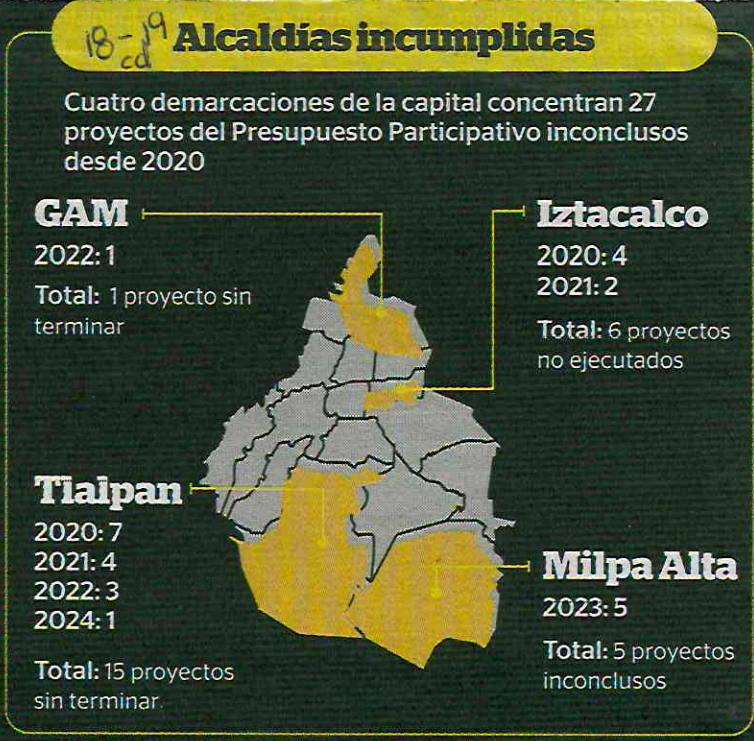 18-19
cd
Alcaldías incumplidas
Cuatro demarcaciones de la capital concentran 27
proyectos del Presupuesto Participativo inconclusos
desde 2020
GAM
2022: 1
Total: 1 proyecto sin
terminar
Iztacalco
2020: 4
2021: 2
Total: 6 proyectos
no ejecutados
Tlalpan
2020: 7
2021: 4
2022: 3
2024: 1
Total: 15 proyectos
sin terminar.
Milpa Alta
2023: 5
Total: 5 proyectos
inconclusos